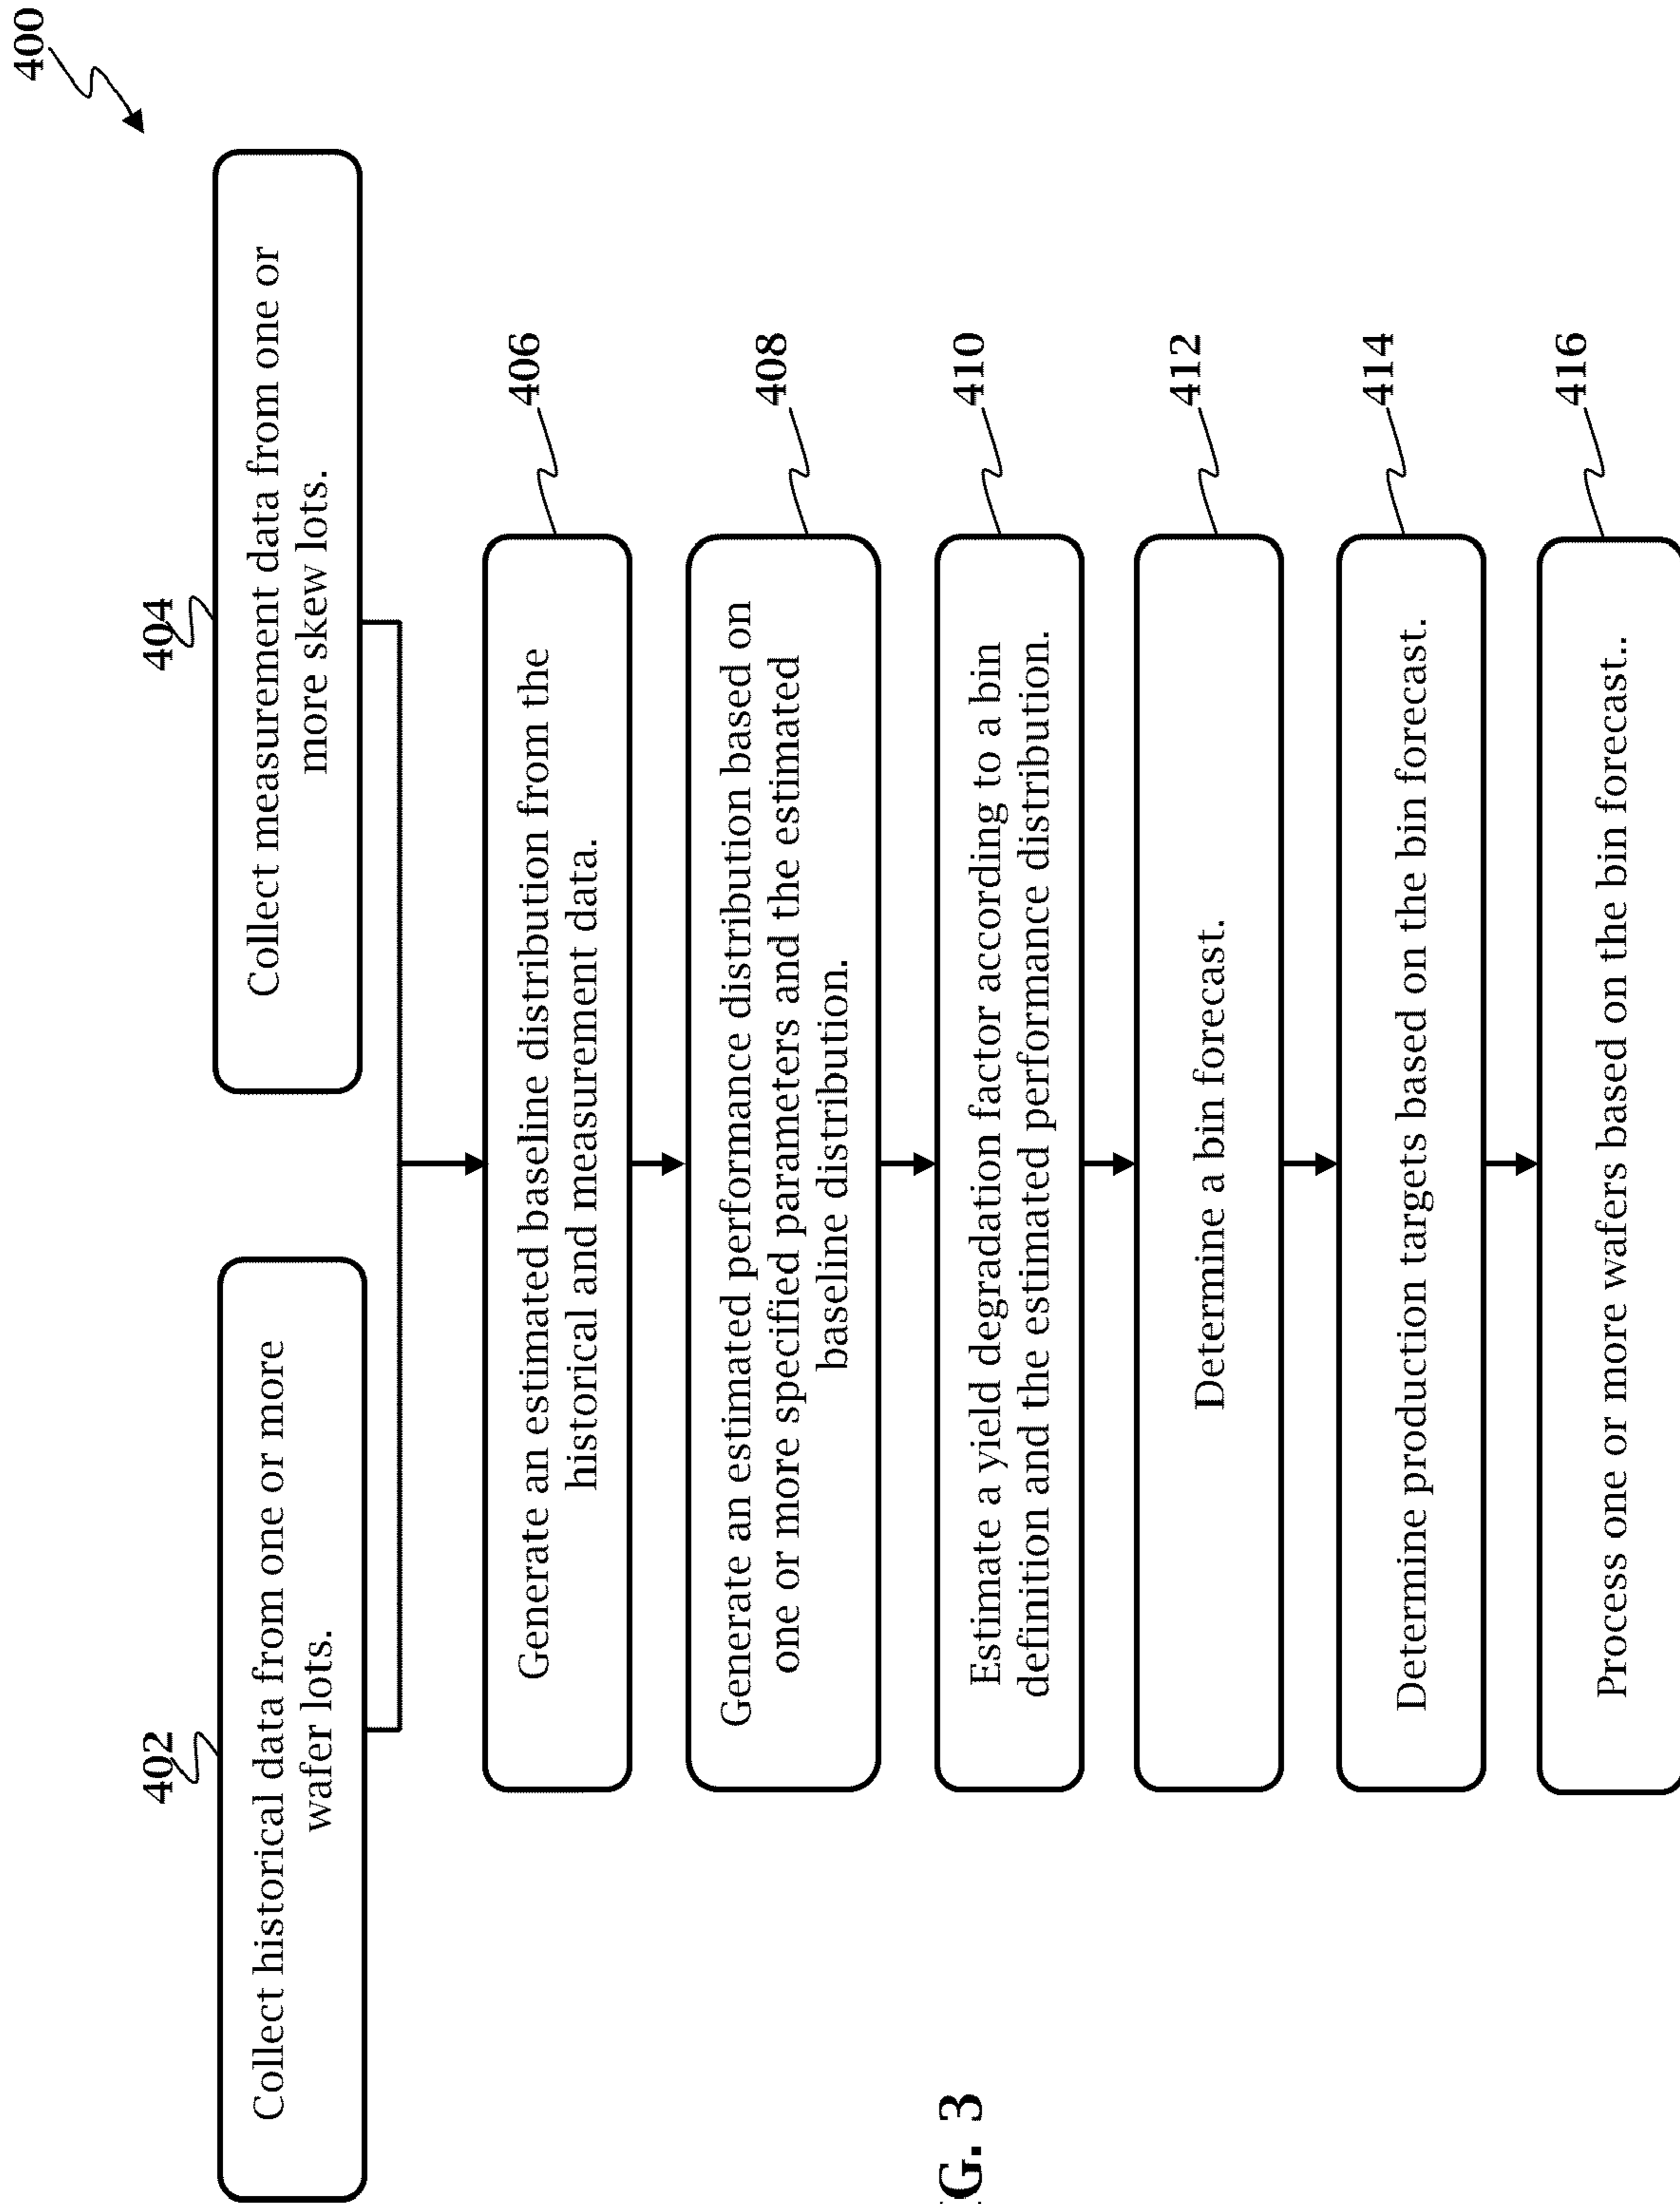 400
402
Collect historical data from one or more
wafer lots.
404
Collect measurement data from one or
more skew lots.
406
Generate an estimated baseline distribution from the
historical and measurement data.
408
Generate an estimated performance distribution based on
one or more specified parameters and the estimated
baseline distribution.
410
Estimate a yield degradation factor according to a bin
definition and the estimated performance distribution.
412
Determine a bin forecast.
414
Determine production targets based on the bin forecast.
416
Process one or more wafers based on the bin forecast..
G. 3